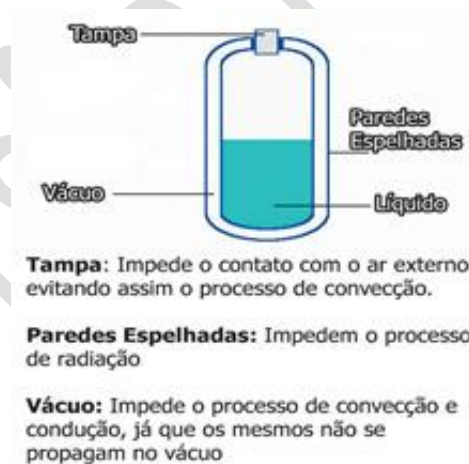 Tampa
Paredes
Espelhadas
Vácuo
Líquido
Tampa: Impede o contato com o ar externo
evitando assim o processo de convecção.
Paredes Espelhadas: Impedem o processo
de radiação
Vácuo: Impede o processo de convecção e
condução, já que os mesmos não se
propagam no vácuo